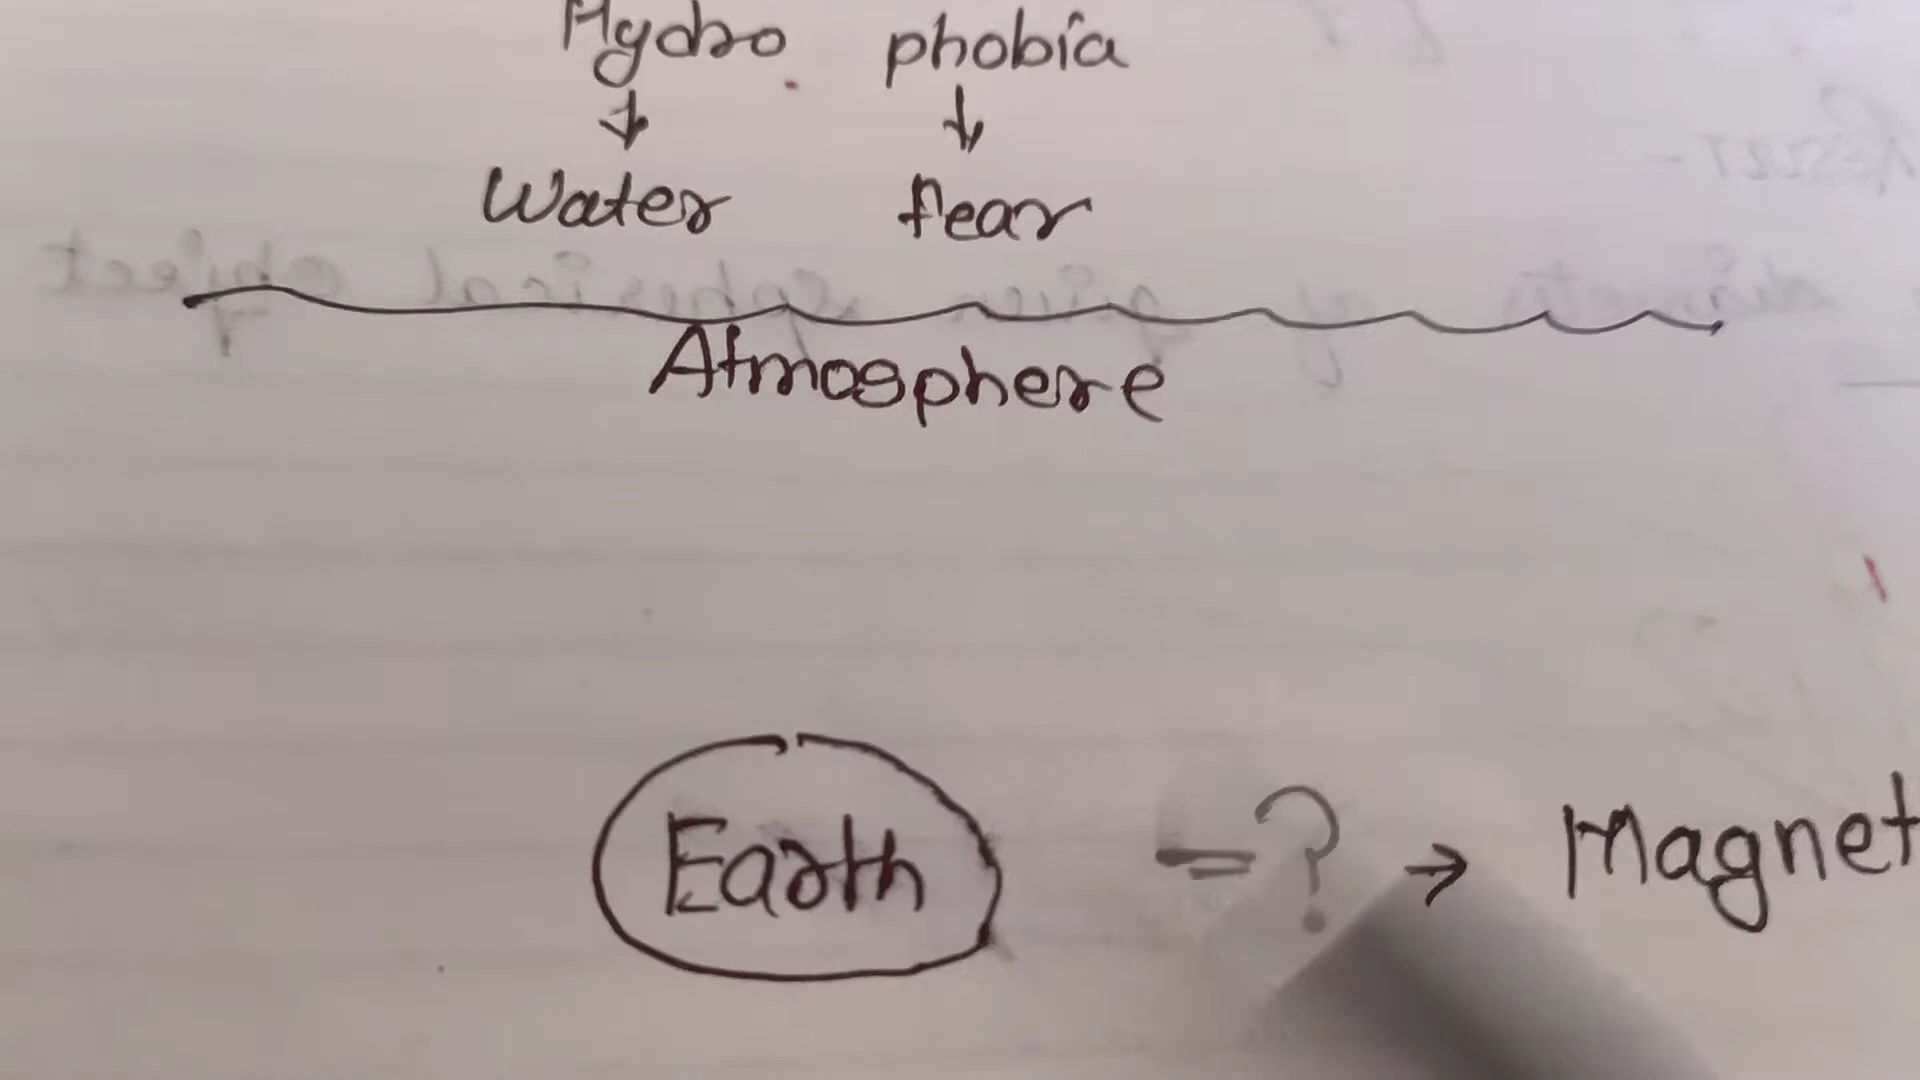 Hydro phobia
↓ ↓
Water fear
Atmosphere
Earth =? → Magnet